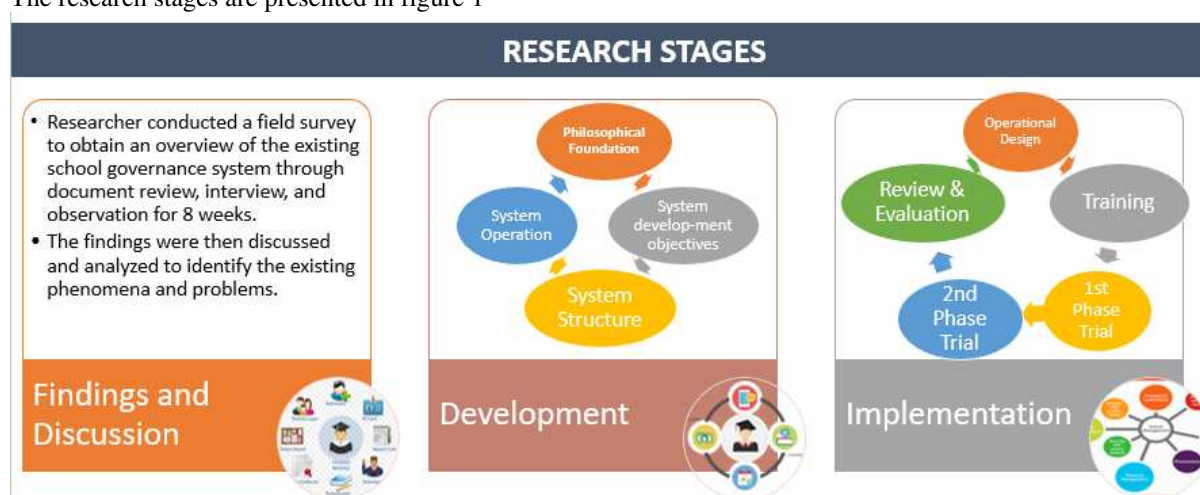 The research stages are presented in figure 1
RESEARCH STAGES
• Researcher conducted a field survey
to obtain an overview of the existing
school governance system through
document review, interview, and
observation for 8 weeks.
• The findings were then discussed
and analyzed to identify the existing
phenomena and problems.
Findings and
Discussion
Philosophical
Foundation
System
develop-ment
objectives
System
Structure
System
Operation
Development
Operational
Design
Training
1st
Phase
Trial
2nd
Phase
Trial
Review &
Evaluation
Implementation